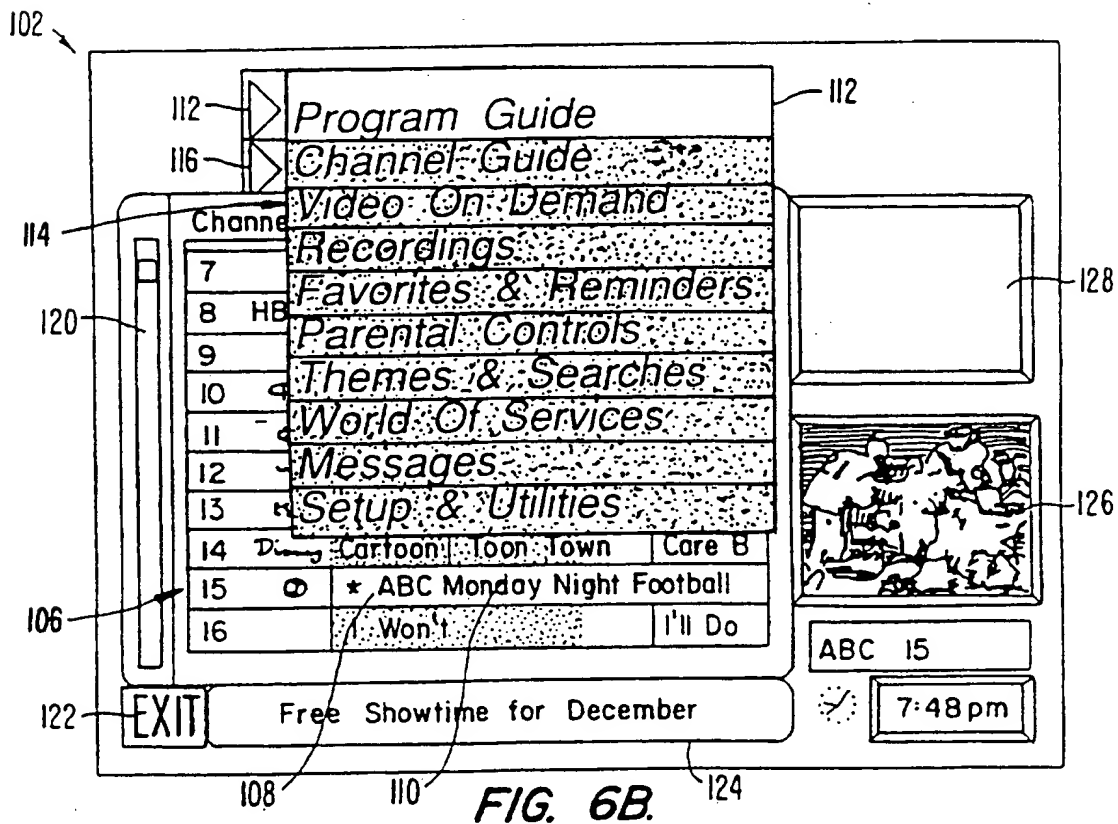 102
112
Program Guide
112
116
Channel Guide
114
Video On Demand
Channe
Recordings
7
128
Favorites & Reminders
120
8 HB
Parental Controls
9
Themes & Searches
10
World Of Services
11
Messages
12
Setup & Utilities
13
126
14 Disney Cartoon Toon Town Care B
15 * ABC Monday Night Football
106
16 I Won't I'll Do
ABC 15
122
EXIT
Free Showtime for December
7:48 pm
108
110
124
FIG. 6B.